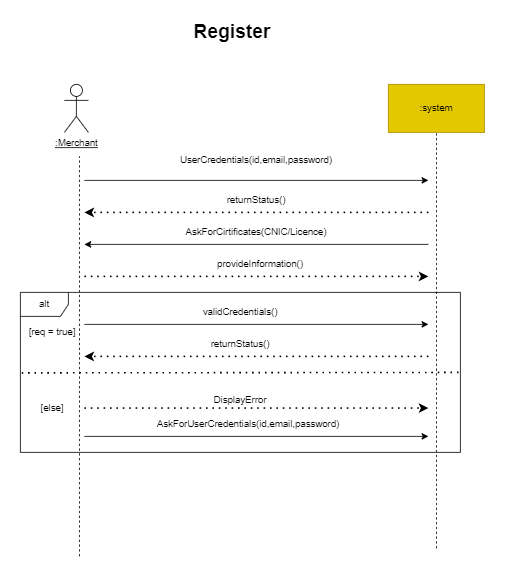 Register
:Merchant
:system
UserCredentials(id,email,password)
returnStatus()
AskForCirtificates(CNIC/Licence)
provideInformation()
alt
validCredentials()
[req = true]
returnStatus()
DisplayError
[else]
AskForUserCredentials(id,email,password)